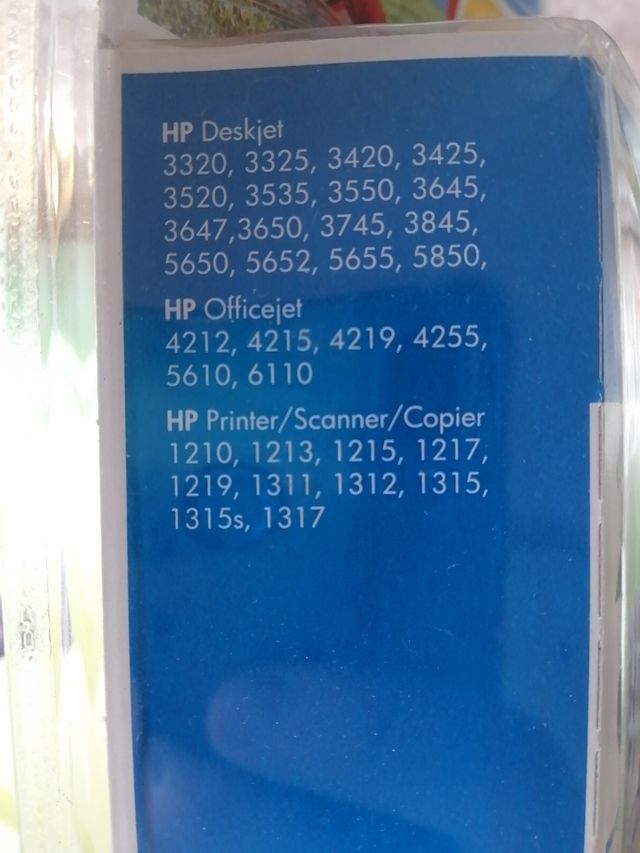 HP Deskjet
3320, 3325, 3420, 3425,
3520, 3535, 3550, 3645,
3647,3650, 3745, 3845,
5650, 5652, 5655, 5850,
HP Officejet
4212, 4215, 4219, 4255,
5610, 6110
HP Printer/Scanner/Copier
1210, 1213, 1215, 1217,
1219, 1311, 1312, 1315,
1315s, 1317